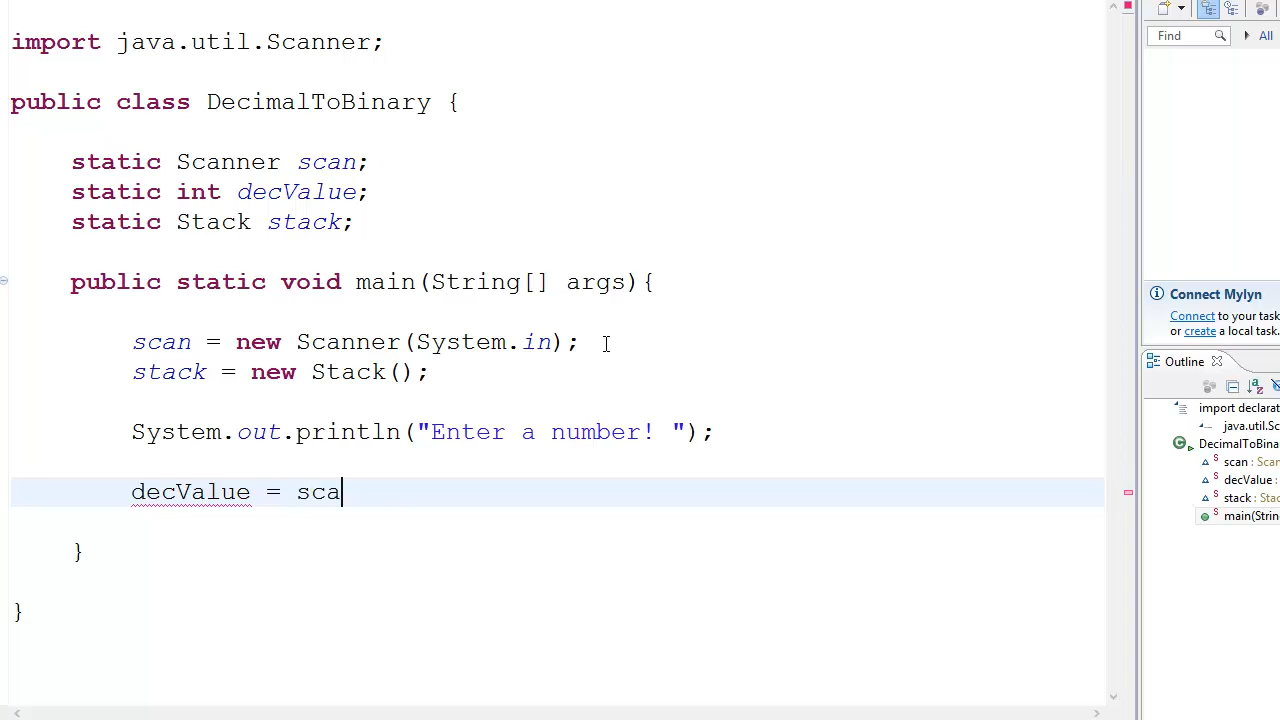 import java.util.Scanner;
public class DecimalToBinary {
static Scanner scan;
static int decValue;
static Stack stack;
public static void main(String[] args){
scan = new Scanner(System.in);
stack = new Stack();
System.out.println("Enter a number! ");
decValue = sca
}
}
Find
All
Connect Mylyn
Connect to your task
or create a local task.
Outline
import declarat
java.util.Sc
DecimalToBina
scan : Scan
decValue :
stack : Stac
main(Strin